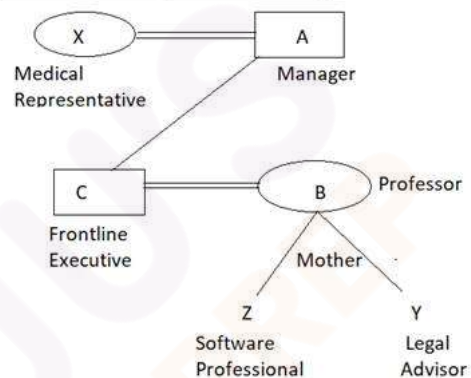 X
A
Medical
Representative
Manager
C
B
Professor
Frontline
Executive
Mother
Z
Y
Software
Professional
Legal
Advisor